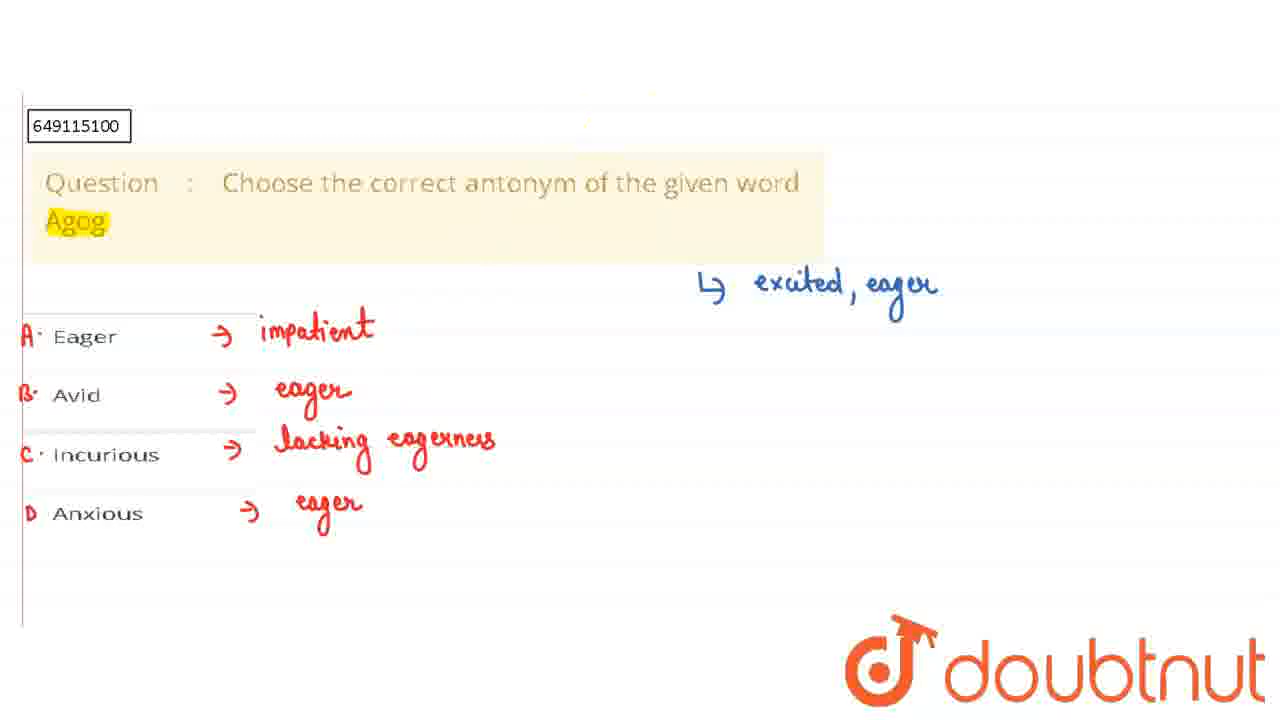 649115100
Question : Choose the correct antonym of the given word
Agog
↳ excited, eager
A. Eager → impatient
B. Avid → eager
C. Incurious → lacking eagerness
D Anxious → eager
doubtnut